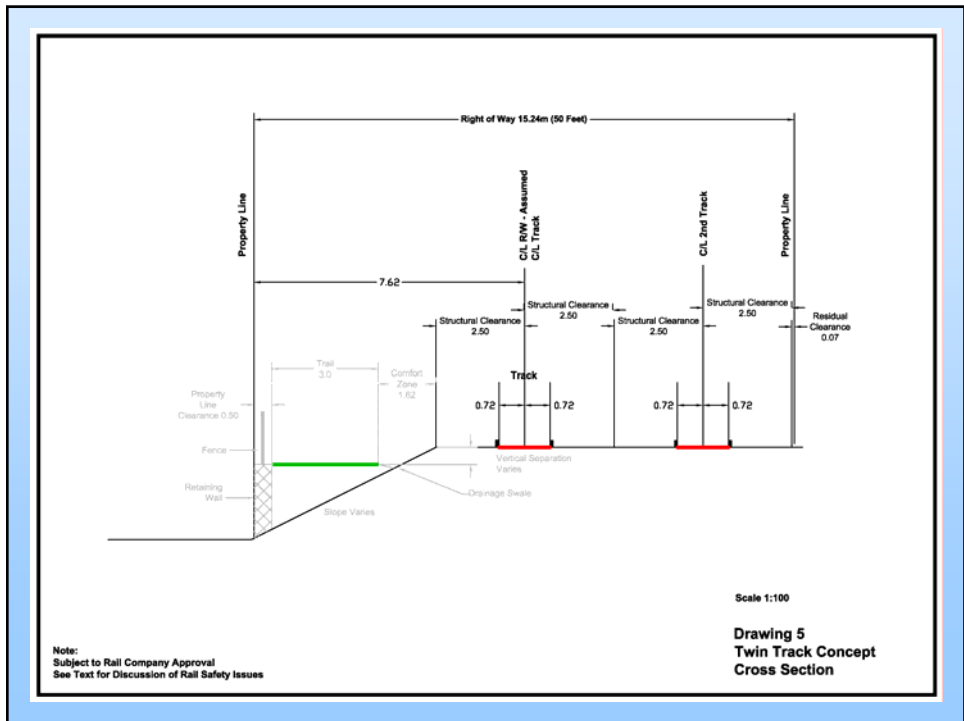 Right of Way 15.24m (50 Feet)
Property Line
C/L R/W - Assumed
C/L Track
C/L 2nd Track
Property Line
7.62
Structural Clearance
2.50
Structural Clearance
2.50
Structural Clearance
2.50
Structural Clearance
2.50
Residual
Clearance
0.07
Trail
3.0
Comfort
Zone
1.62
Track
Property
Line
Clearance 0.50
0.72
0.72
0.72
0.72
Fence
Vertical Separation
Varies
Retaining
Wall
Drainage Swale
Slope Varies
Scale 1:100
Drawing 5
Twin Track Concept
Cross Section
Note:
Subject to Rail Company Approval
See Text for Discussion of Rail Safety Issues